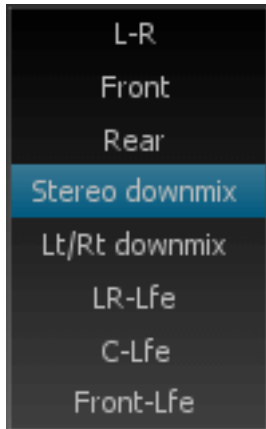 L-R
Front
Rear
Stereo downmix
Lt/Rt downmix
LR-Lfe
C-Lfe
Front-Lfe